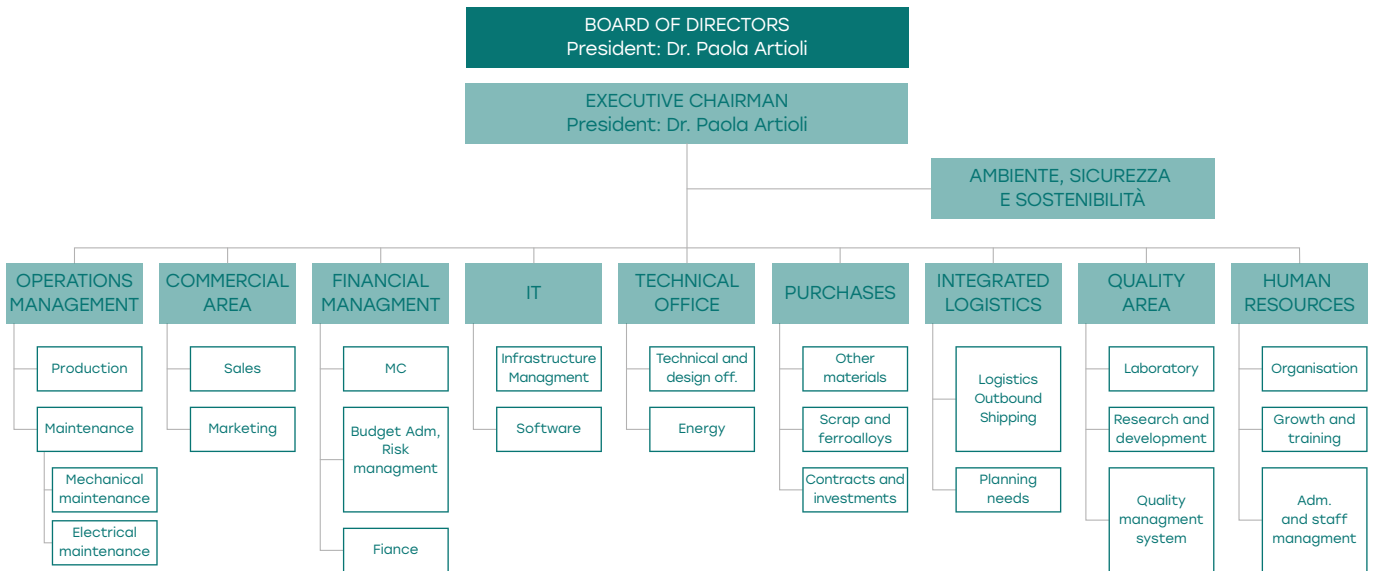 BOARD OF DIRECTORS
President: Dr. Paola Artioli
EXECUTIVE CHAIRMAN
President: Dr. Paola Artioli
AMBIENTE, SICUREZZA
E SOSTENIBILITÀ
OPERATIONS
MANAGEMENT
Production
Maintenance
Mechanical
maintenance
Electrical
maintenance
COMMERCIAL
AREA
Sales
Marketing
FINANCIAL
MANAGMENT
MC
Budget Adm,
Risk
managment
Fiance
IT
Infrastructure
Managment
Software
TECHNICAL
OFFICE
Technical and
design off.
Energy
PURCHASES
Other
materials
Scrap and
ferroalloys
Contracts and
investments
INTEGRATED
LOGISTICS
Logistics
Outbound
Shipping
Planning
needs
QUALITY
AREA
Laboratory
Research and
development
Quality
managment
system
HUMAN
RESOURCES
Organisation
Growth and
training
Adm.
and staff
managment